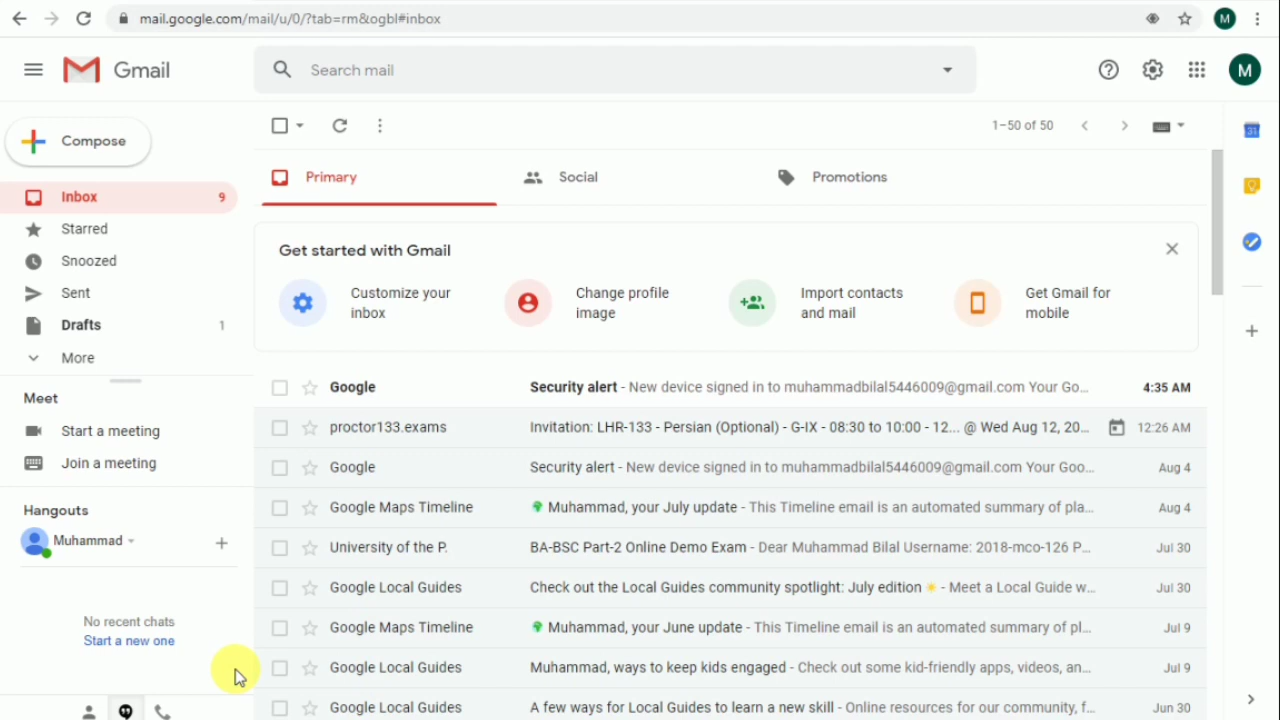 mail.google.com/mail/u/0/?tab=rm&ogbl#inbox
M
Gmail
Search mail
M
Compose
1–50 of 50
31
Primary
Social
Promotions
Inbox 9
Starred
Snoozed
Sent
Drafts 1
More
Get started with Gmail
Customize your
inbox
Change profile
image
Import contacts
and mail
Get Gmail for
mobile
Meet
Start a meeting
Join a meeting
Hangouts
Muhammad
No recent chats
Start a new one
Google Security alert - New device signed in to muhammadbilal5446009@gmail.com Your Go... 4:35 AM
proctor133.exams Invitation: LHR-133 - Persian (Optional) - G-IX - 08:30 to 10:00 - 12... @ Wed Aug 12, 20... 12:26 AM
Google Security alert - New device signed in to muhammadbilal5446009@gmail.com Your Goo... Aug 4
Google Maps Timeline Muhammad, your July update - This Timeline email is an automated summary of pla... Aug 4
University of the P. BA-BSC Part-2 Online Demo Exam - Dear Muhammad Bilal Username: 2018-mco-126 P... Jul 30
Google Local Guides Check out the Local Guides community spotlight: July edition ☀ - Meet a Local Guide w... Jul 30
Google Maps Timeline Muhammad, your June update - This Timeline email is an automated summary of pl... Jul 9
Google Local Guides Muhammad, ways to keep kids engaged - Check out some kid-friendly apps, videos, an... Jul 9
Google Local Guides A few ways for Local Guides to learn a new skill - Online resources for our community, f... Jun 30